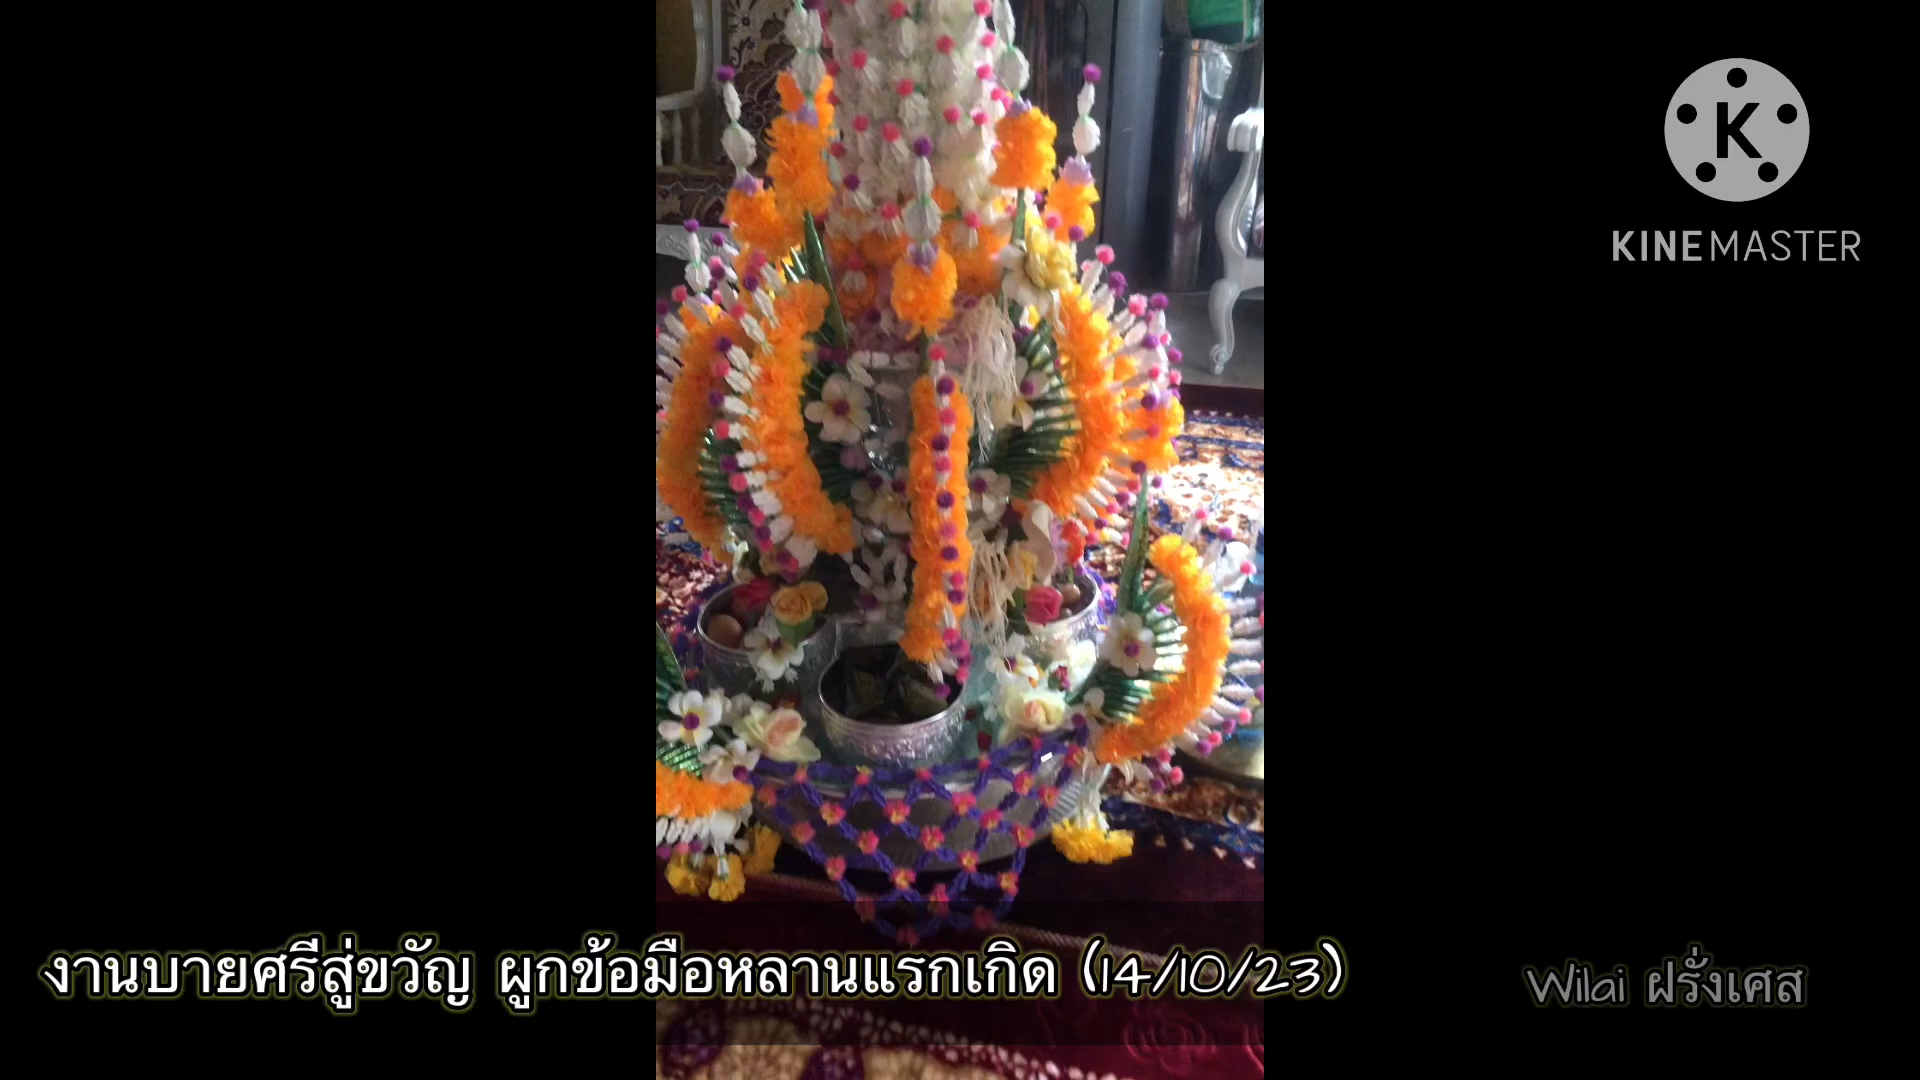 K
KINEMASTER
งานบายศรีสู่ขวัญ ผูกข้อมือหลานแรกเกิด (14/10/23)
Wilai ฝรั่งเศส